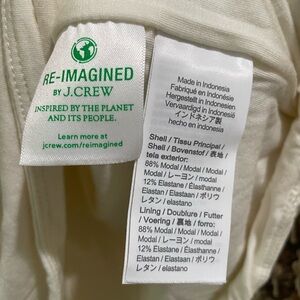 RE-IMAGINED
BY J.CREW
INSPIRED BY THE PLANET
AND ITS PEOPLE.
Learn more at
jcrew.com/reimagined
Made in Indonesia
Fabriqué en Indonésie
Hergestellt in Indonesien
Vervaardigd in Indonesië
インドネシア製
hecho en indonesia
Shell / Tissu Principal /
Shell / Bovenstof / 表地 /
tela exterior:
88% Modal / Modal / Modal /
Modal / レーヨン / modal
12% Elastane / Élasthanne /
Elastan / Elastaan / ポリウ
レタン / elastano
Lining / Doublure / Futter
/ Voering / 裏地 / forro:
88% Modal / Modal / Modal /
Modal / レーヨン / modal
12% Elastane / Élasthanne /
Elastan / Elastaan / ポリウ
レタン / elastano